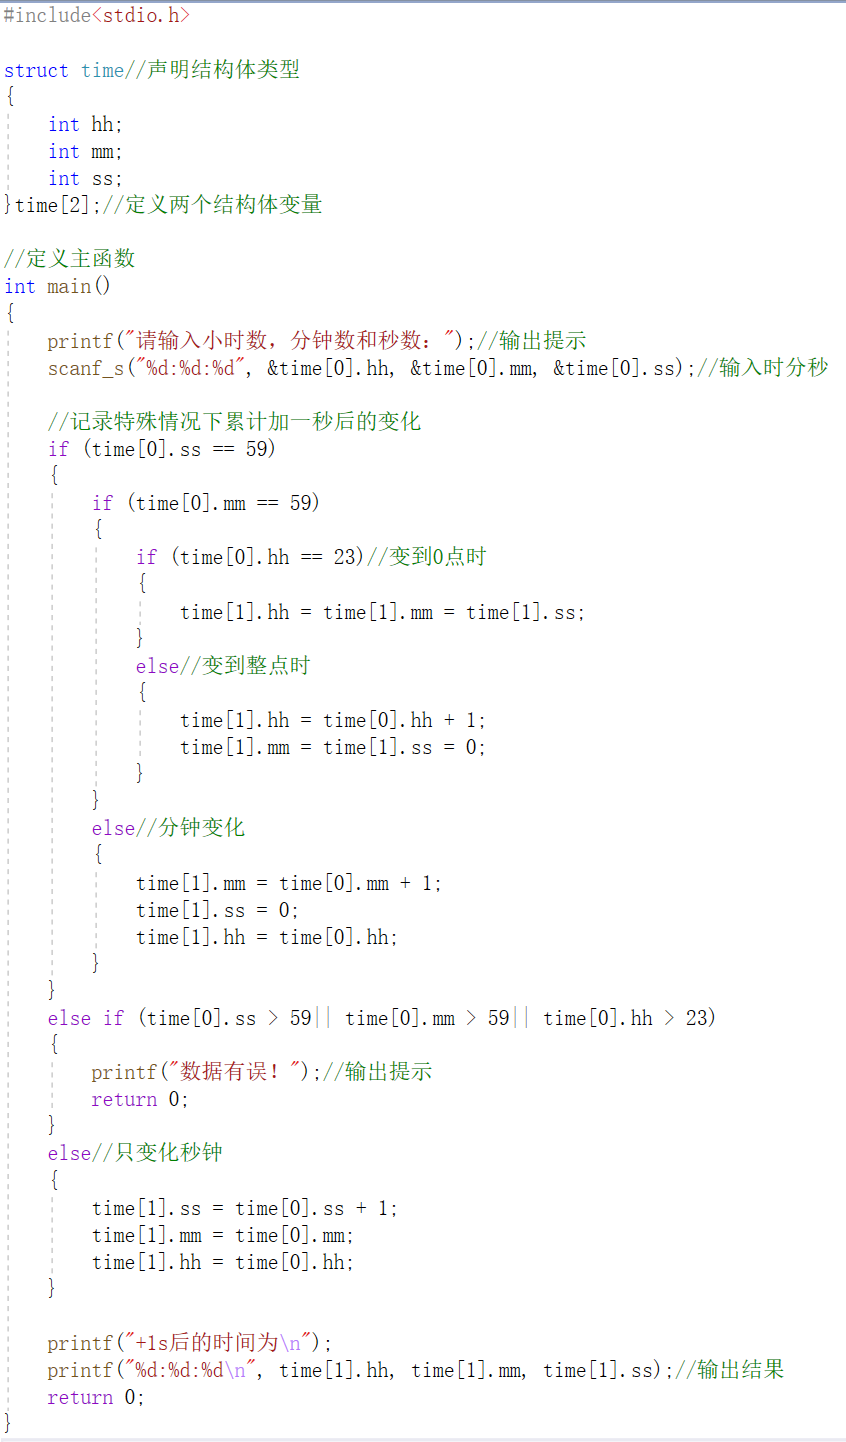 #include<stdio.h>
struct time//声明结构体类型
{
    int hh;
    int mm;
    int ss;
}time[2];//定义两个结构体变量
//定义主函数
int main()
{
    printf("请输入小时数，分钟数和秒数：");//输出提示
    scanf_s("%d:%d:%d", &time[0].hh, &time[0].mm, &time[0].ss);//输入时分秒
    //记录特殊情况下累计加一秒后的变化
    if (time[0].ss == 59)
    {
        if (time[0].mm == 59)
        {
            if (time[0].hh == 23)//变到0点时
            {
                time[1].hh = time[1].mm = time[1].ss;
            }
            else//变到整点时
            {
                time[1].hh = time[0].hh + 1;
                time[1].mm = time[1].ss = 0;
            }
        }
        else//分钟变化
        {
            time[1].mm = time[0].mm + 1;
            time[1].ss = 0;
            time[1].hh = time[0].hh;
        }
    }
    else if (time[0].ss > 59|| time[0].mm > 59|| time[0].hh > 23)
    {
        printf("数据有误！");//输出提示
        return 0;
    }
    else//只变化秒钟
    {
        time[1].ss = time[0].ss + 1;
        time[1].mm = time[0].mm;
        time[1].hh = time[0].hh;
    }
    printf("+1s后的时间为\n");
    printf("%d:%d:%d\n", time[1].hh, time[1].mm, time[1].ss);//输出结果
    return 0;
}